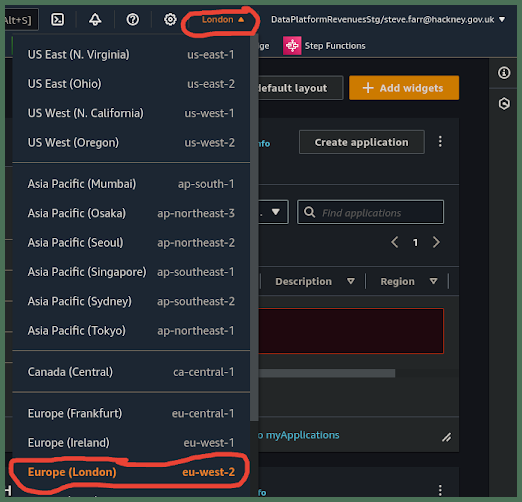 Alt+S]
London ▲
DataPlatformRevenuesStg/steve.farr@hackney.gov.uk ▼
Step Functions
US East (N. Virginia) us-east-1
US East (Ohio) us-east-2
US West (N. California) us-west-1
US West (Oregon) us-west-2
default layout
+ Add widgets
Create application
Asia Pacific (Mumbai) ap-south-1
Asia Pacific (Osaka) ap-northeast-3
Asia Pacific (Seoul) ap-northeast-2
Asia Pacific (Singapore) ap-southeast-1
Asia Pacific (Sydney) ap-southeast-2
Asia Pacific (Tokyo) ap-northeast-1
Find applications
1
Description
Region
Canada (Central) ca-central-1
Europe (Frankfurt) eu-central-1
Europe (Ireland) eu-west-1
Europe (London) eu-west-2
myApplications